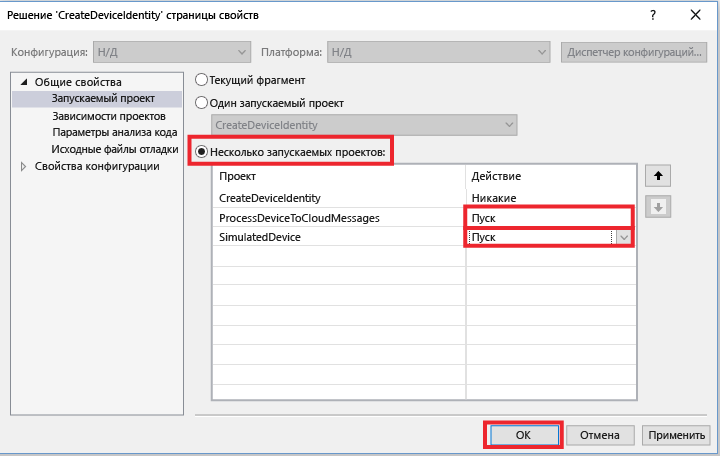 Решение 'CreateDeviceIdentity' страницы свойств ?
Конфигурация: Н/Д Платформа: Н/Д Диспетчер конфигураций...
Общие свойства
Запускаемый проект
Зависимости проектов
Параметры анализа кода
Исходные файлы отладки
Свойства конфигурации
Текущий фрагмент
Один запускаемый проект
CreateDeviceIdentity
Несколько запускаемых проектов:
Проект Действие
CreateDeviceIdentity Никакие
ProcessDeviceToCloudMessages Пуск
SimulatedDevice Пуск
ОК Отмена Применить